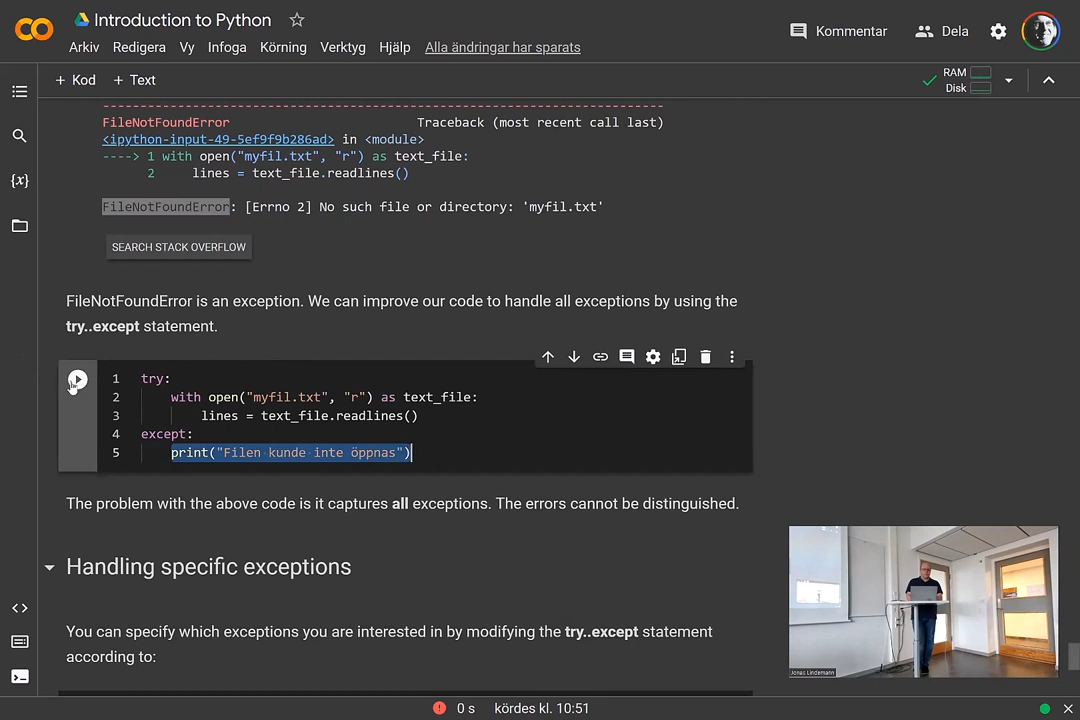 Introduction to Python
Arkiv Redigera Vy Infoga Körning Verktyg Hjälp Alla ändringar har sparats
Kommentar Dela
+ Kod + Text
RAM
Disk
---------------------------------------------------------------------------
FileNotFoundError Traceback (most recent call last)
<ipython-input-49-5ef9f9b286ad> in <module>
----> 1 with open("myfil.txt", "r") as text_file:
2 lines = text_file.readlines()
FileNotFoundError: [Errno 2] No such file or directory: 'myfil.txt'
SEARCH STACK OVERFLOW
FileNotFoundError is an exception. We can improve our code to handle all exceptions by using the
try..except statement.
1 try:
2 with open("myfil.txt", "r") as text_file:
3 lines = text_file.readlines()
4 except:
5 print("Filen kunde inte öppnas")
The problem with the above code is it captures all exceptions. The errors cannot be distinguished.
Handling specific exceptions
You can specify which exceptions you are interested in by modifying the try..except statement
according to:
Jonas Lindemann
0 s kördes kl. 10:51